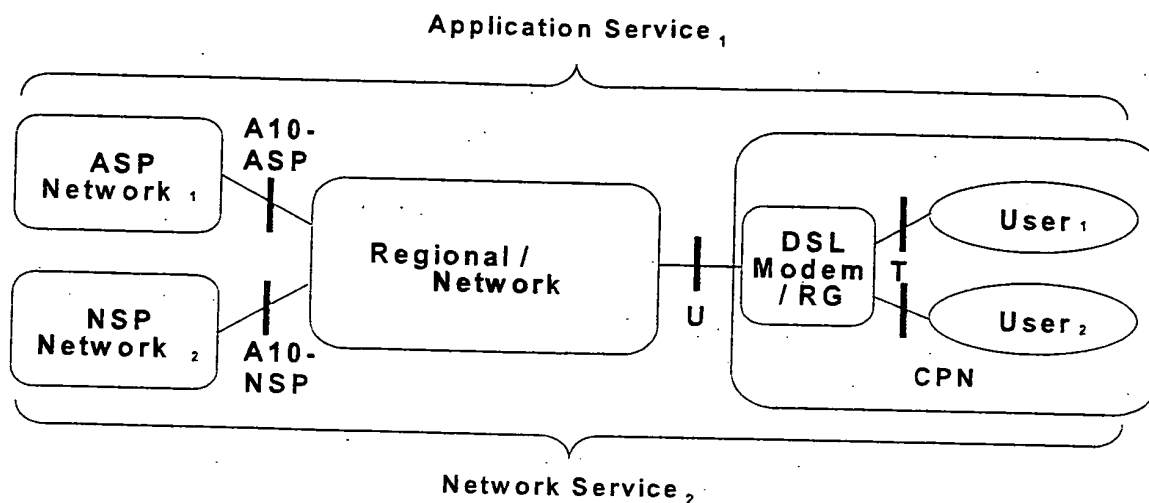 Application Service 1
A10-
ASP
ASP
Network 1
Regional /
Network
NSP
Network 2
A10-
NSP
U
DSL
Modem
/ RG
T
User 1
User 2
CPN
Network Service 2